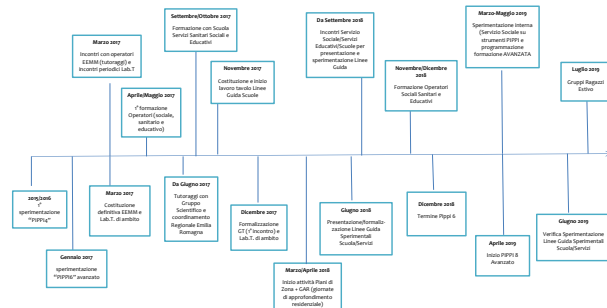 Settembre/Ottobre 2017
Formazione con Scuola
Servizi Sanitari Sociali e
Educativi
Da Settembre 2018
Incontri Servizio
Sociale/Servizi
Educativi/Scuole per
presentazione e
sperimentazione Linee
Guida
Marzo-Maggio 2019
Sperimentazione interna
(Servizio Sociale su
strumenti PIPPI e
programmazione
formazione AVANZATA)
Marzo 2017
Incontri con operatori
EEMM (tutoraggi) e
incontri periodici Lab.T
Novembre 2017
Costituzione e inizio
lavoro tavolo Linee
Guida Scuole
Novembre/Dicembre
2018
Formazione Operatori
Sociali Sanitari e
Educativi
Luglio 2019
Gruppi Ragazzi
Estivo
Aprile/Maggio 2017
1° formazione
Operatori (sociale,
sanitario e
educativo)
2015/2016
1°
sperimentazione
"PIPPI4"
Marzo 2017
Costituzione
definitiva EEMM e
Lab.T. di ambito
Da Giugno 2017
Tutoraggi con
Gruppo
Scientifico e
coordinamento
Regionale Emilia
Romagna
Dicembre 2017
Formalizzazione
GT (1° incontro) e
Lab.T. di ambito
Giugno 2018
Presentazione/formaliz-
zazione Linee Guida
Sperimentali
Scuola/Servizi
Dicembre 2018
Termine Pippi 6
Giugno 2019
Verifica Sperimentazione
Linee Guida Sperimentali
Scuola/Servizi
Gennaio 2017
sperimentazione
"PIPPI6" avanzato
Marzo/Aprile 2018
Inizio attività Piani di
Zona + GAR (giornate di
approfondimento
residenziale)
Aprile 2019
Inizio PIPPI 8
Avanzato